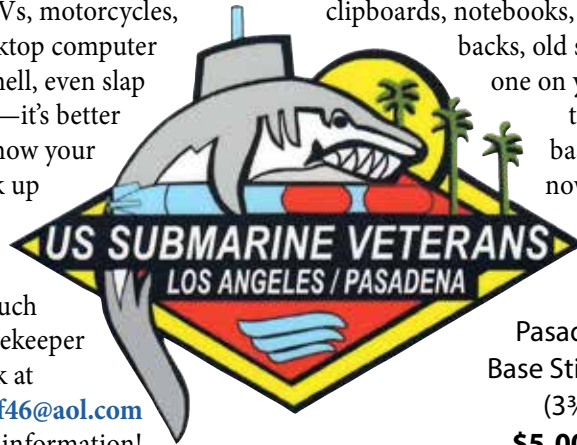 Vs, motorcycles,
ktop computer
hell, even slap
—it's better
now your
k up
clipboards, notebooks,
backs, old s
one on y
t
ba
nov
US SUBMARINE VETERANS
LOS ANGELES / PASADENA
uch
ekeeper
k at
f46@aol.com
information!
Pasad
Base Sti
(3¾
$5.00